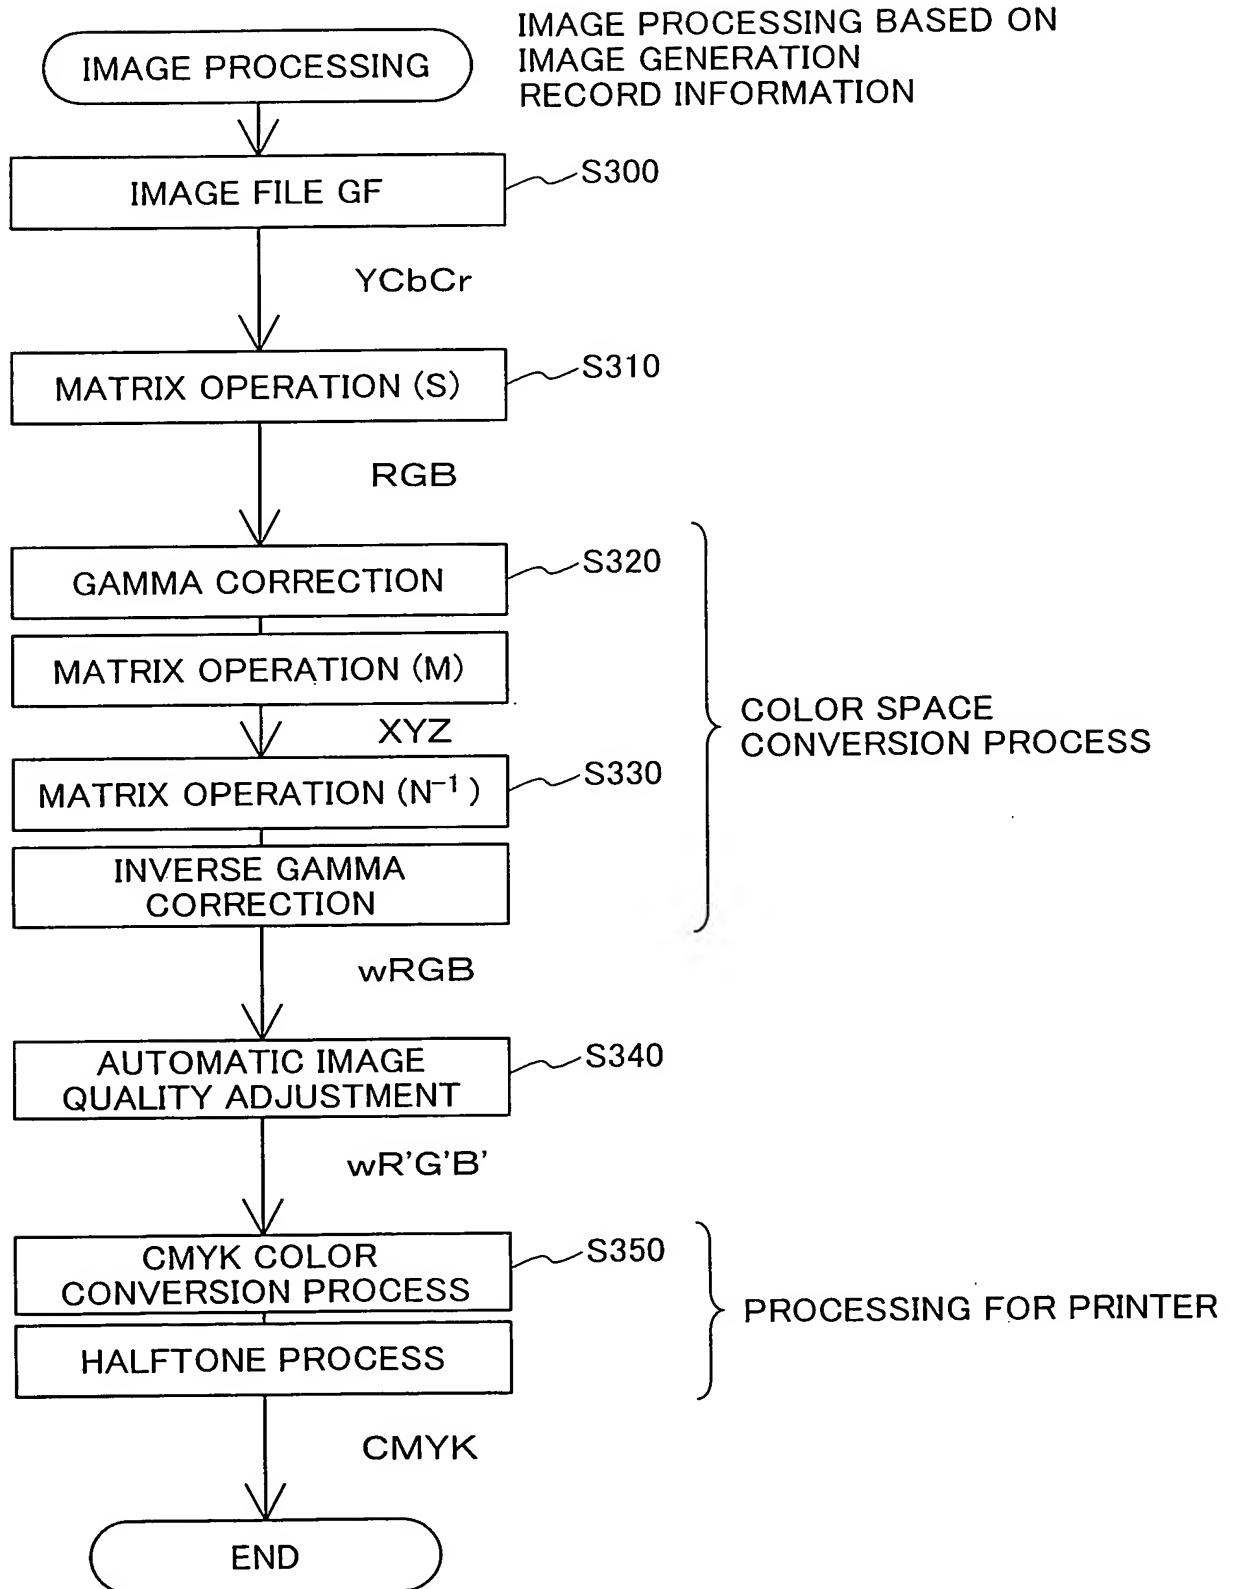 IMAGE PROCESSING BASED ON
IMAGE GENERATION
RECORD INFORMATION
IMAGE PROCESSING
IMAGE FILE GF
S300
YCbCr
MATRIX OPERATION (S)
S310
RGB
GAMMA CORRECTION
S320
MATRIX OPERATION (M)
XYZ
MATRIX OPERATION (N⁻¹ )
S330
INVERSE GAMMA
CORRECTION
COLOR SPACE
CONVERSION PROCESS
wRGB
AUTOMATIC IMAGE
QUALITY ADJUSTMENT
S340
wR'G'B'
CMYK COLOR
CONVERSION PROCESS
S350
HALFTONE PROCESS
PROCESSING FOR PRINTER
CMYK
END